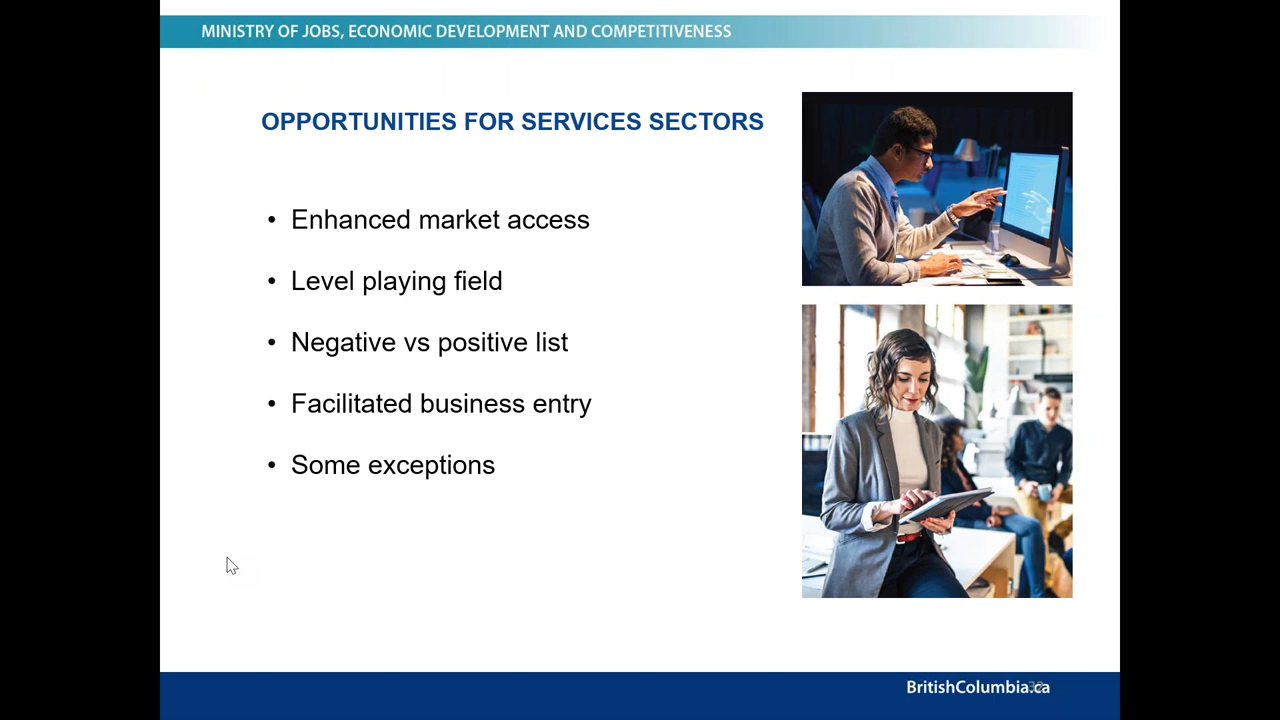 MINISTRY OF JOBS, ECONOMIC DEVELOPMENT AND COMPETITIVENESS
OPPORTUNITIES FOR SERVICES SECTORS
• Enhanced market access
• Level playing field
• Negative vs positive list
• Facilitated business entry
• Some exceptions
BritishColumbia.ca